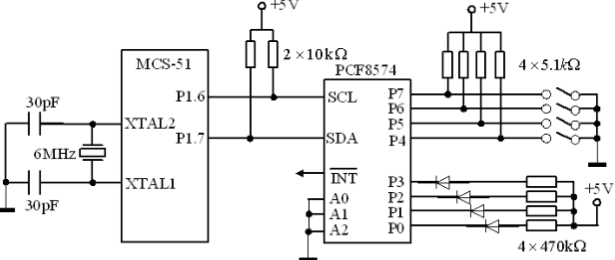 +5V
+5V
2×10kΩ
MCS-51
PCF8574
4×5.1kΩ
30pF
P1.6
SCL
P7
P6
XTAL2
P5
P1.7
SDA
P4
6MHz
INT
P3
XTAL1
A0
P2
+5V
30pF
A1
P1
A2
P0
4×470kΩ